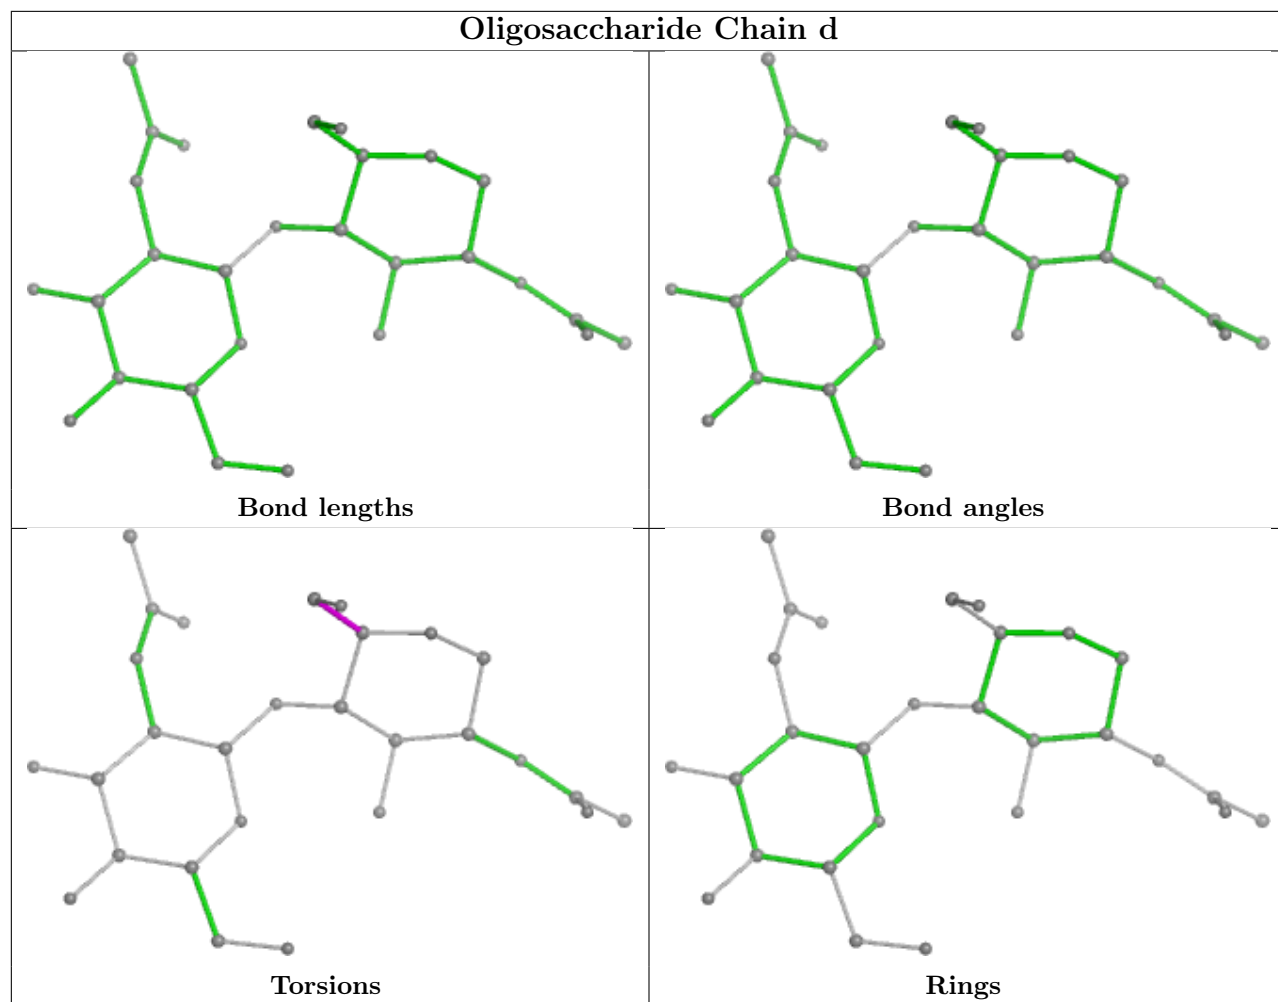 Oligosaccharide Chain d
Bond lengths
Bond angles
Torsions
Rings